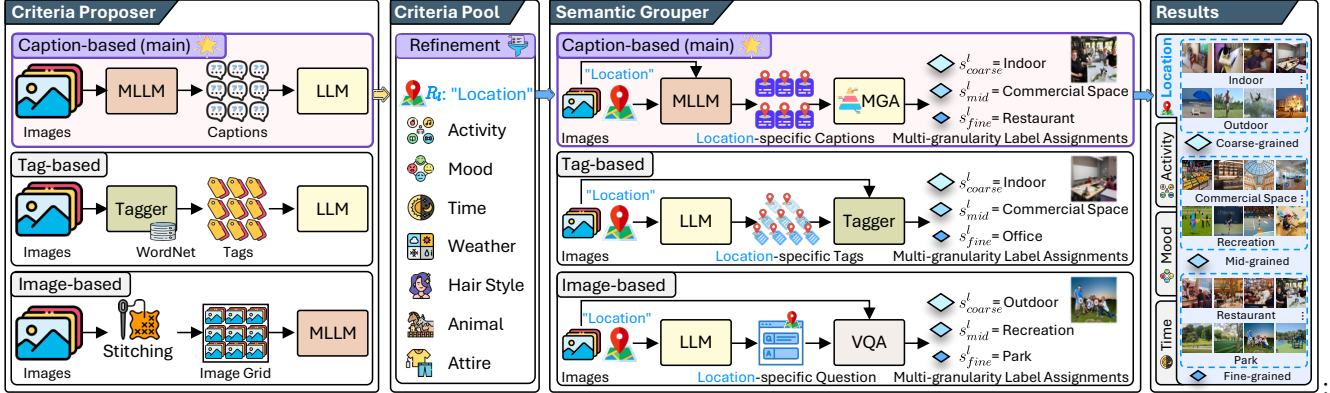 Criteria Proposer
Caption-based (main)
Images
MLLM
Captions
LLM
Tag-based
Images
Tagger
WordNet
Tags
LLM
Image-based
Images
Stitching
Image Grid
MLLM
Criteria Pool
Refinement
R_l: "Location"
Activity
Mood
Time
Weather
Hair Style
Animal
Attire
Semantic Grouper
Caption-based (main)
"Location"
Images
MLLM
Location-specific Captions
MGA
s^l_coarse = Indoor
s^l_mid = Commercial Space
s^l_fine = Restaurant
Multi-granularity Label Assignments
Tag-based
"Location"
Images
LLM
Location-specific Tags
Tagger
s^l_coarse = Indoor
s^l_mid = Commercial Space
s^l_fine = Office
Multi-granularity Label Assignments
Image-based
"Location"
Images
LLM
Q
A
Location-specific Question
VQA
s^l_coarse = Outdoor
s^l_mid = Recreation
s^l_fine = Park
Multi-granularity Label Assignments
Results
Location
Activity
Mood
Time
Indoor
Outdoor
Coarse-grained
Commercial Space
Recreation
Mid-grained
Restaurant
Park
Fine-grained